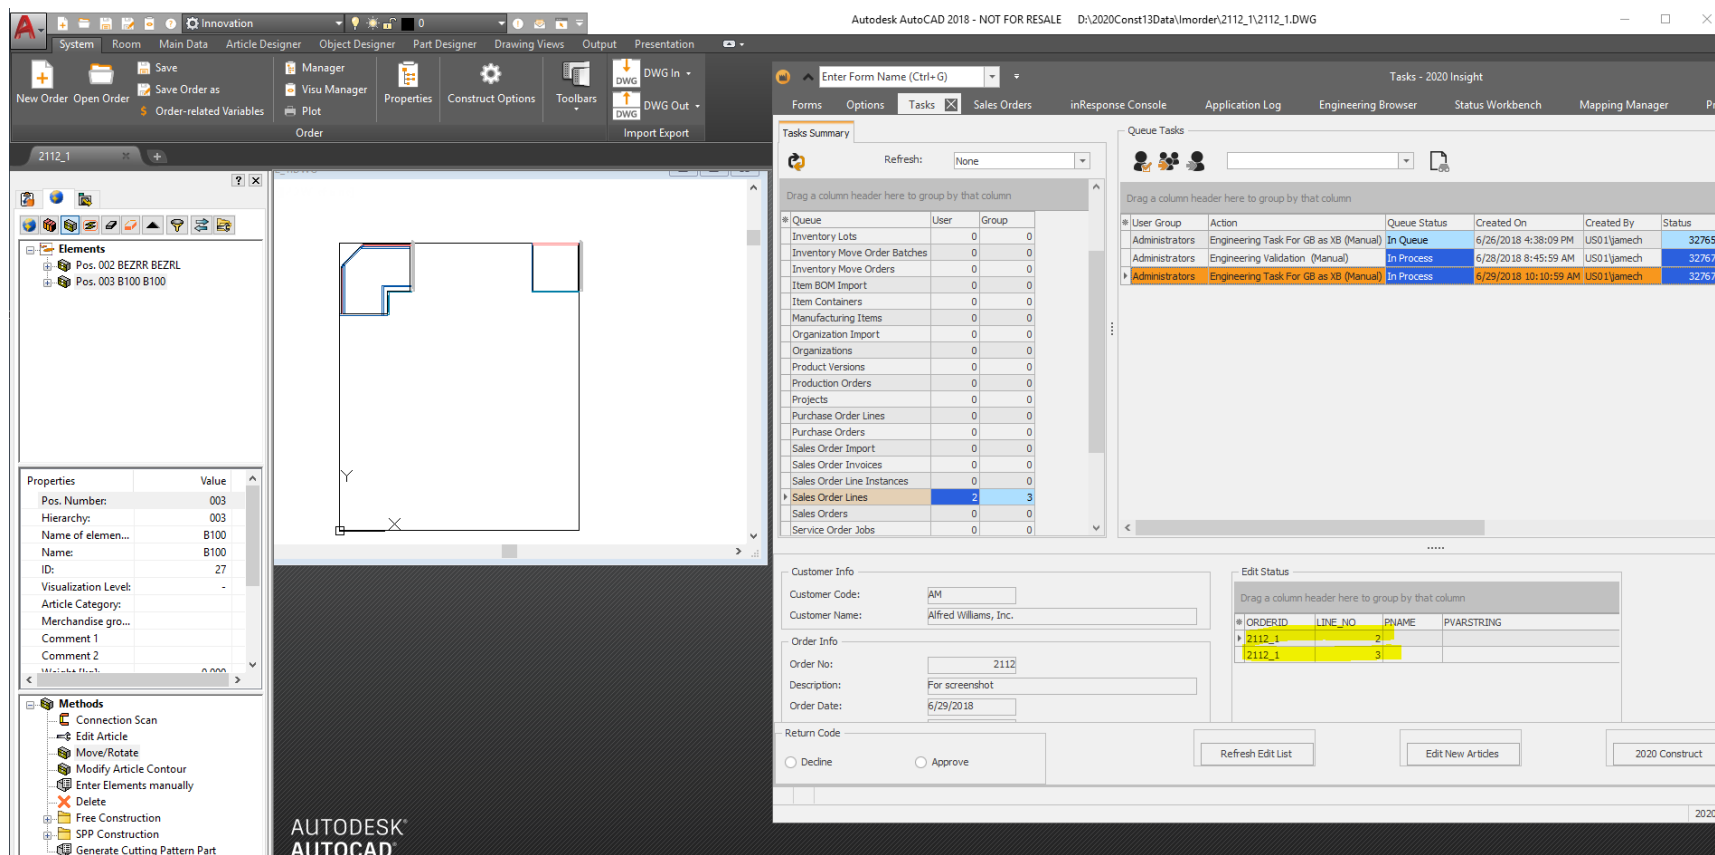 Innovation
0
Autodesk AutoCAD 2018 - NOT FOR RESALE D:\2020Const13Data\Imorder\2112_1\2112_1.DWG
System Room Main Data Article Designer Object Designer Part Designer Drawing Views Output Presentation
New Order
Open Order
Save
Save Order as
Order-related Variables
Manager
Visu Manager
Plot
Properties
Construct Options
Toolbars
DWG DWG In
DWG DWG Out
Order
Import Export
2112_1
Elements
Pos. 002 BEZRR BEZRL
Pos. 003 B100 B100
Properties Value
Pos. Number: 003
Hierarchy: 003
Name of elemen... B100
Name: B100
ID: 27
Visualization Level: -
Article Category:
Merchandise gro...
Comment 1
Comment 2
Methods
Connection Scan
Edit Article
Move/Rotate
Modify Article Contour
Enter Elements manually
Delete
Free Construction
SPP Construction
Generate Cutting Pattern Part
Y
X
AUTODESK®
AUTOCAD®
Enter Form Name (Ctrl+G)
Tasks - 2020 Insight
Forms Options Tasks Sales Orders inResponse Console Application Log Engineering Browser Status Workbench Mapping Manager Pr
Tasks Summary
Refresh: None
Drag a column header here to group by that column
Queue User Group
Inventory Lots 0 0
Inventory Move Order Batches 0 0
Inventory Move Orders 0 0
Item BOM Import 0 0
Item Containers 0 0
Manufacturing Items 0 0
Organization Import 0 0
Organizations 0 0
Product Versions 0 0
Production Orders 0 0
Projects 0 0
Purchase Order Lines 0 0
Purchase Orders 0 0
Sales Order Import 0 0
Sales Order Invoices 0 0
Sales Order Line Instances 0 0
Sales Order Lines 2 3
Sales Orders 0 0
Service Order Jobs 0 0
Queue Tasks
Drag a column header here to group by that column
User Group Action Queue Status Created On Created By Status
Administrators Engineering Task For GB as XB (Manual) In Queue 6/26/2018 4:38:09 PM US01\jamech 32765
Administrators Engineering Validation (Manual) In Process 6/28/2018 8:45:59 AM US01\jamech 32767
Administrators Engineering Task For GB as XB (Manual) In Process 6/29/2018 10:10:59 AM US01\jamech 32767
Customer Info
Customer Code: AM
Customer Name: Alfred Williams, Inc.
Order Info
Order No: 2112
Description: For screenshot
Order Date: 6/29/2018
Return Code
Decline Approve
Edit Status
Drag a column header here to group by that column
ORDERID LINE_NO PNAME PVARSTRING
2112_1 2
2112_1 3
Refresh Edit List
Edit New Articles
2020 Construct
2020